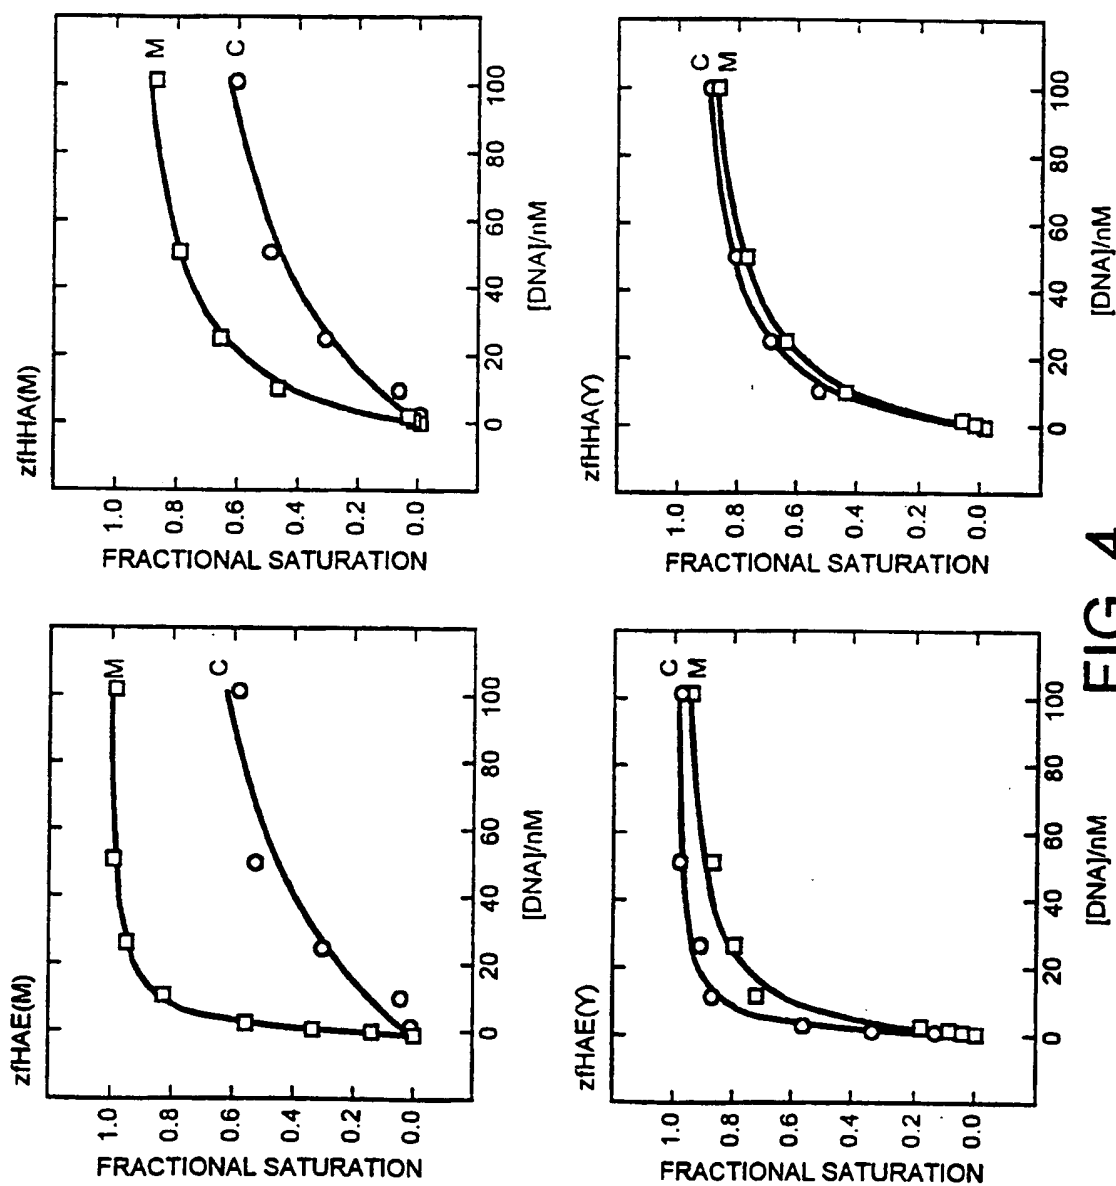 zfHAE(M)
FRACTIONAL SATURATION
1.0
0.8
0.6
0.4
0.2
0.0
M
C
0
20
40
60
80
100
[DNA]/nM
zfHHA(M)
FRACTIONAL SATURATION
1.0
0.8
0.6
0.4
0.2
0.0
M
C
0
20
40
60
80
100
[DNA]/nM
zfHAE(Y)
FRACTIONAL SATURATION
1.0
0.8
0.6
0.4
0.2
0.0
C
M
0
20
40
60
80
100
[DNA]/nM
zfHHA(Y)
FRACTIONAL SATURATION
1.0
0.8
0.6
0.4
0.2
0.0
C
M
0
20
40
60
80
100
[DNA]/nM
FIG 4